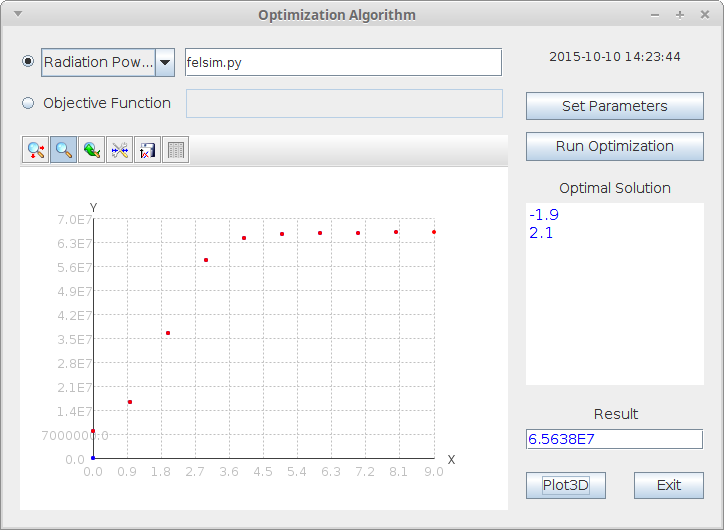 Optimization Algorithm
Radiation Pow...
felsim.py
2015-10-10 14:23:44
Objective Function
Set Parameters
Run Optimization
Optimal Solution
-1.9
2.1
Y
7.0E7
6.3E7
5.6E7
4.9E7
4.2E7
3.5E7
2.8E7
2.1E7
1.4E7
7000000.0
0.0
0.0 0.9 1.8 2.7 3.6 4.5 5.4 6.3 7.2 8.1 9.0
X
Result
6.5638E7
Plot3D
Exit